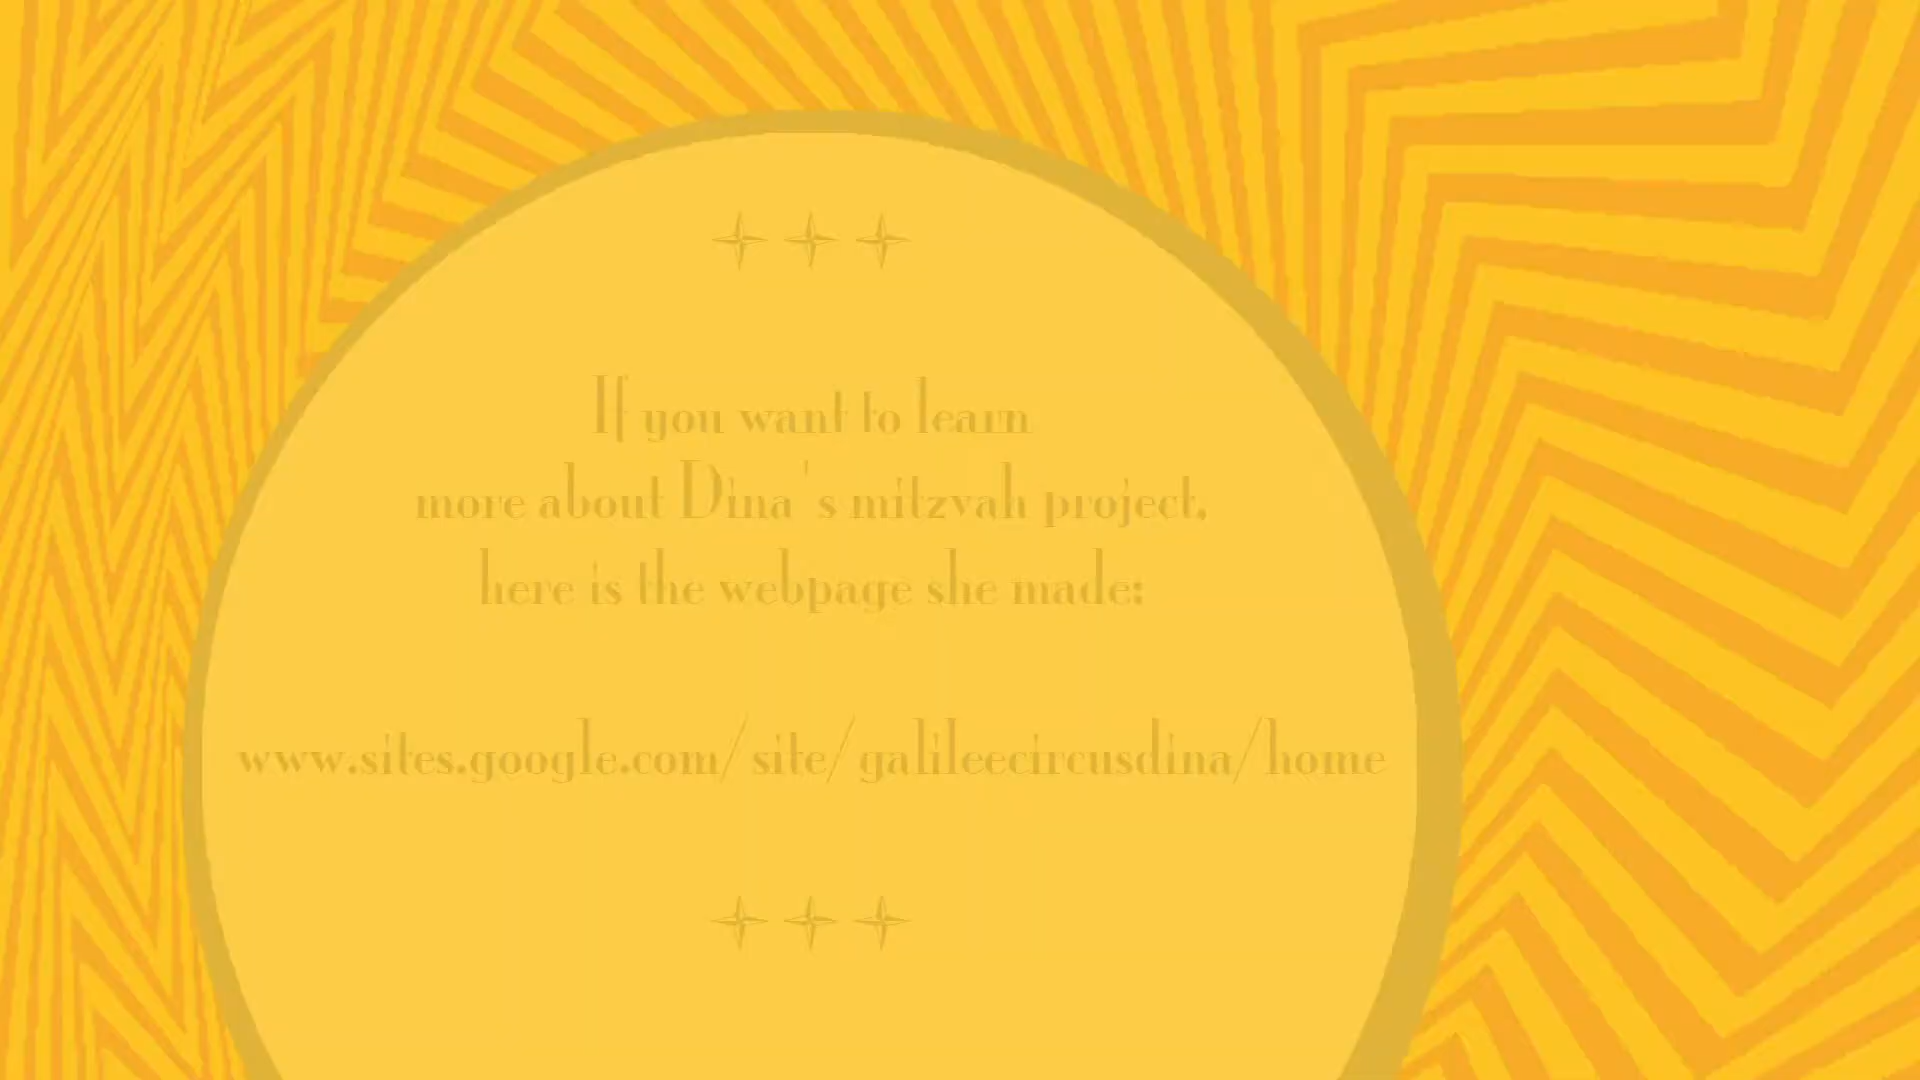 If you want to learn
more about Dina's mitzvah project,
here is the webpage she made:
www.sites.google.com/site/galileecircusdina/home